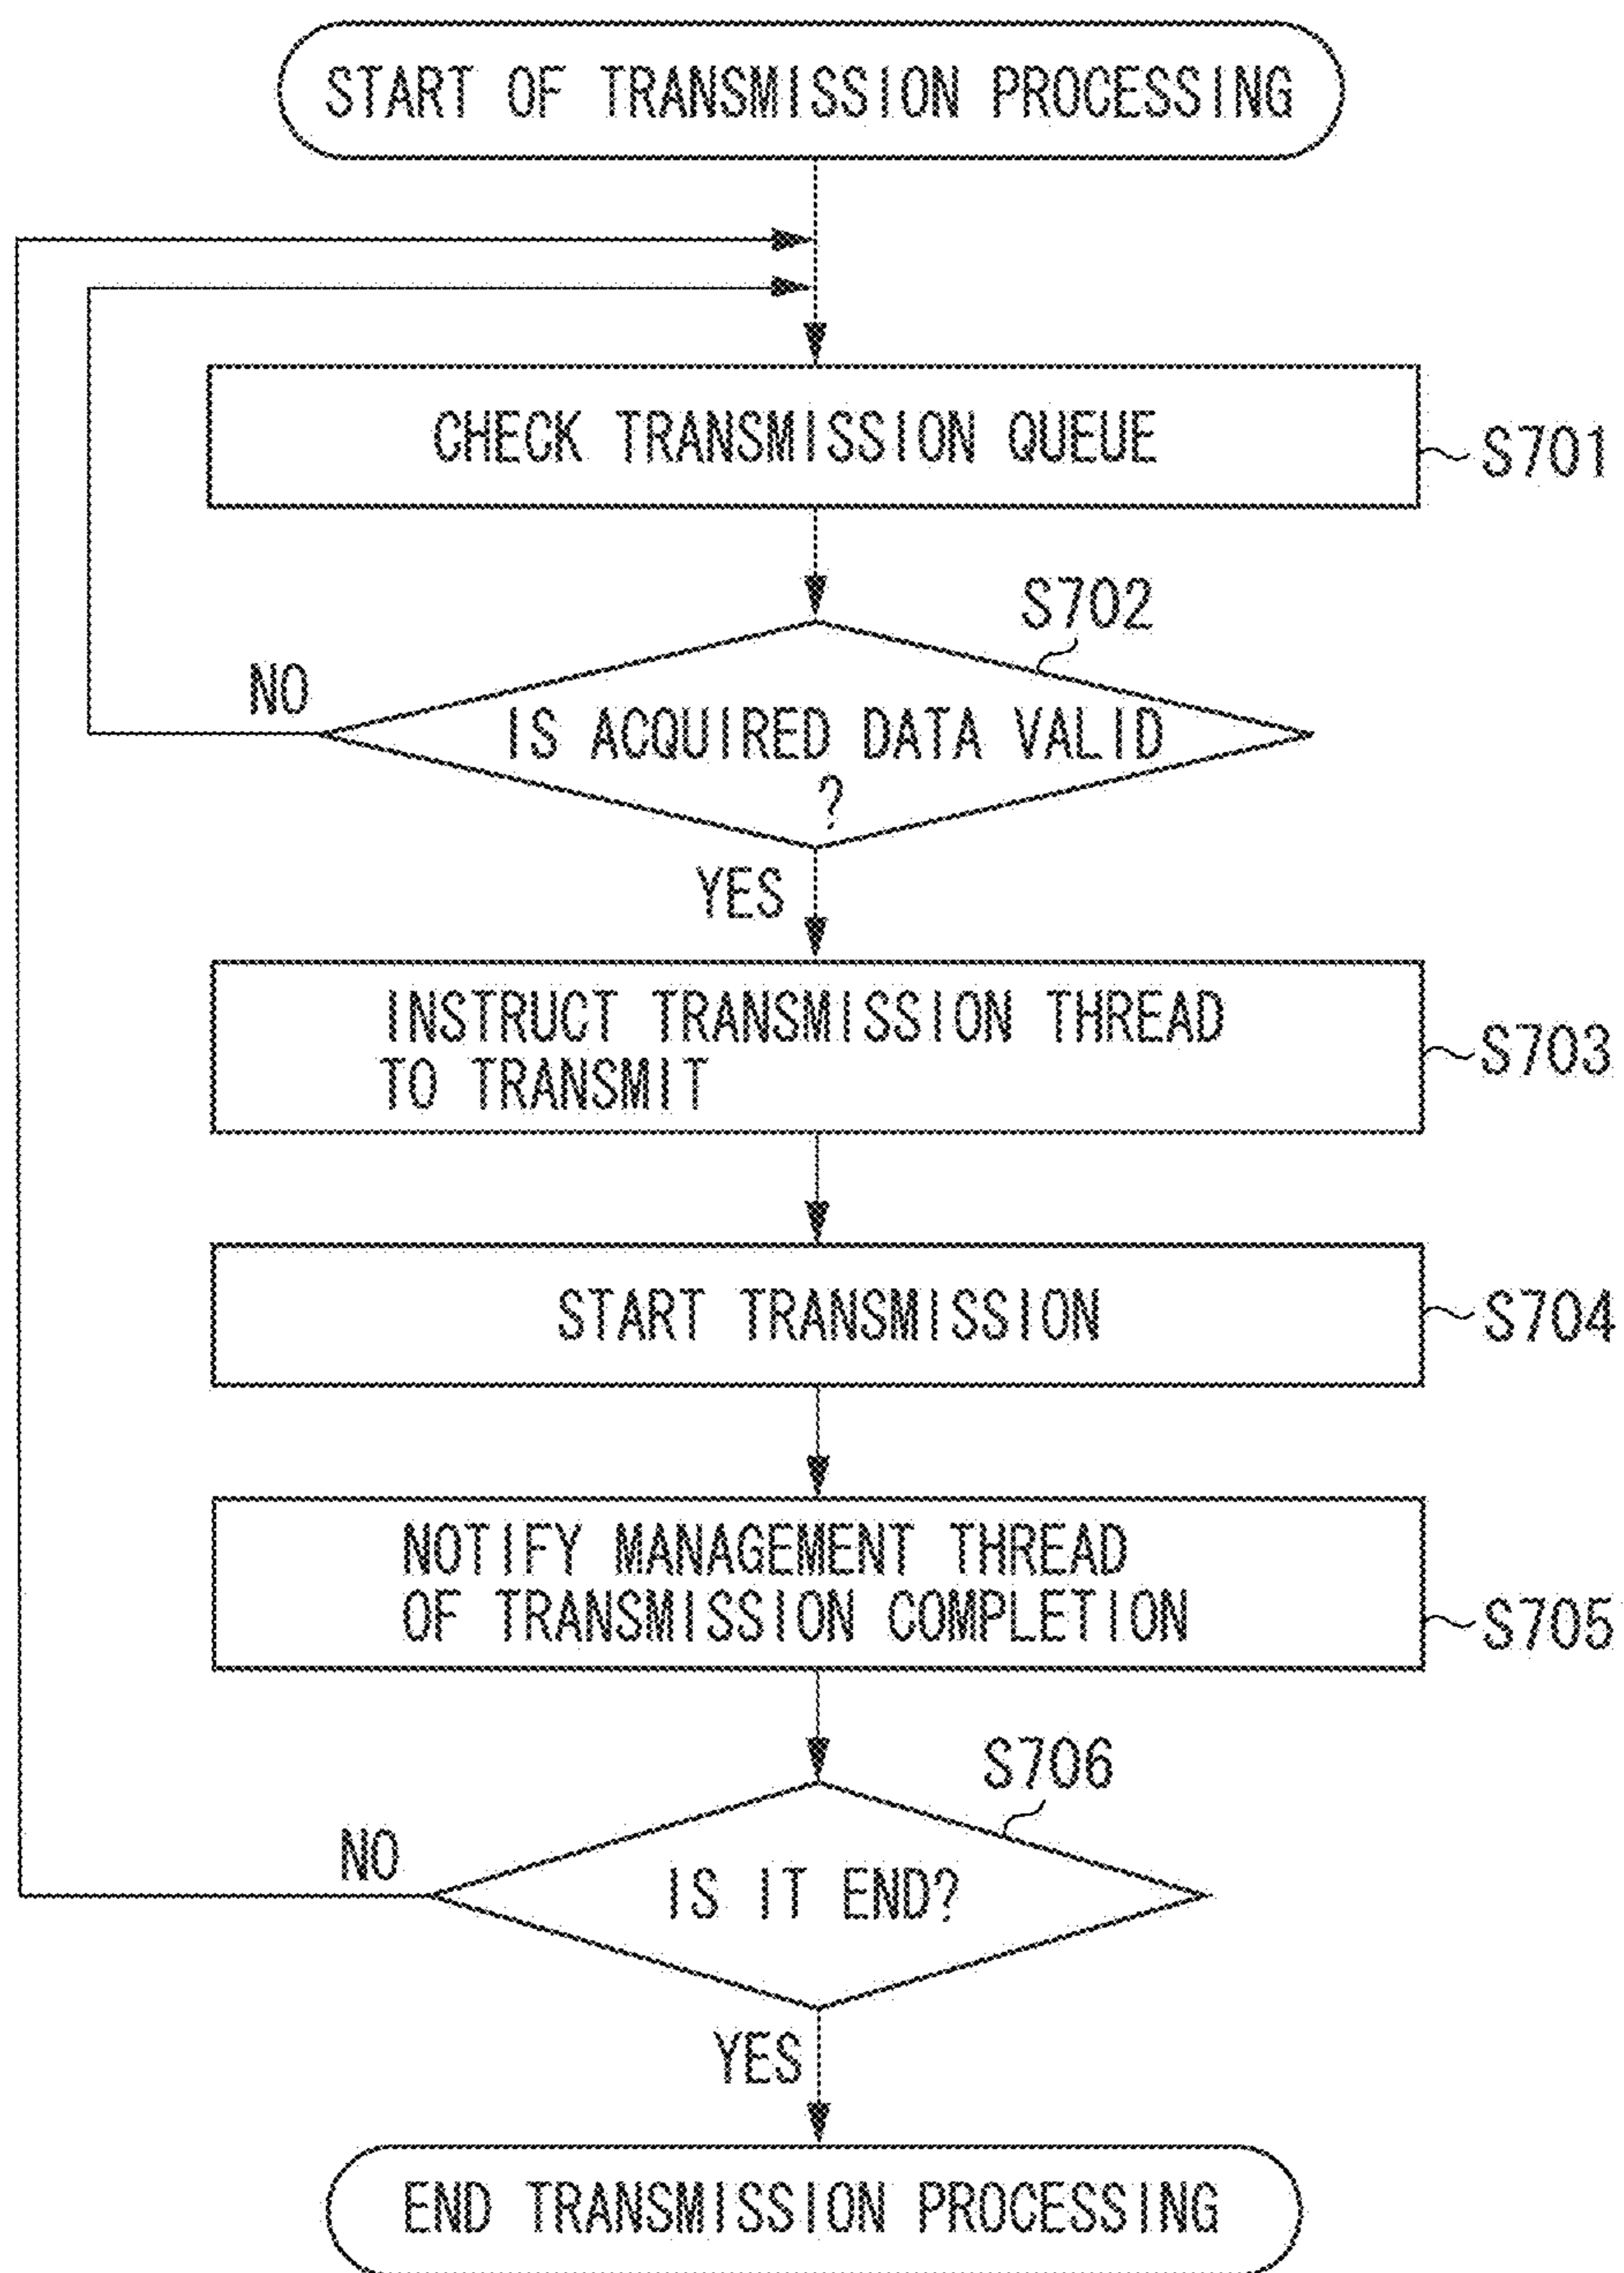 START OF TRANSMISSION PROCESSING
CHECK TRANSMISSION QUEUE
S701
S702
NO
IS ACQUIRED DATA VALID
?
YES
INSTRUCT TRANSMISSION THREAD
TO TRANSMIT
S703
START TRANSMISSION
S704
NOTIFY MANAGEMENT THREAD
OF TRANSMISSION COMPLETION
S705
S706
NO
IS IT END?
YES
END TRANSMISSION PROCESSING